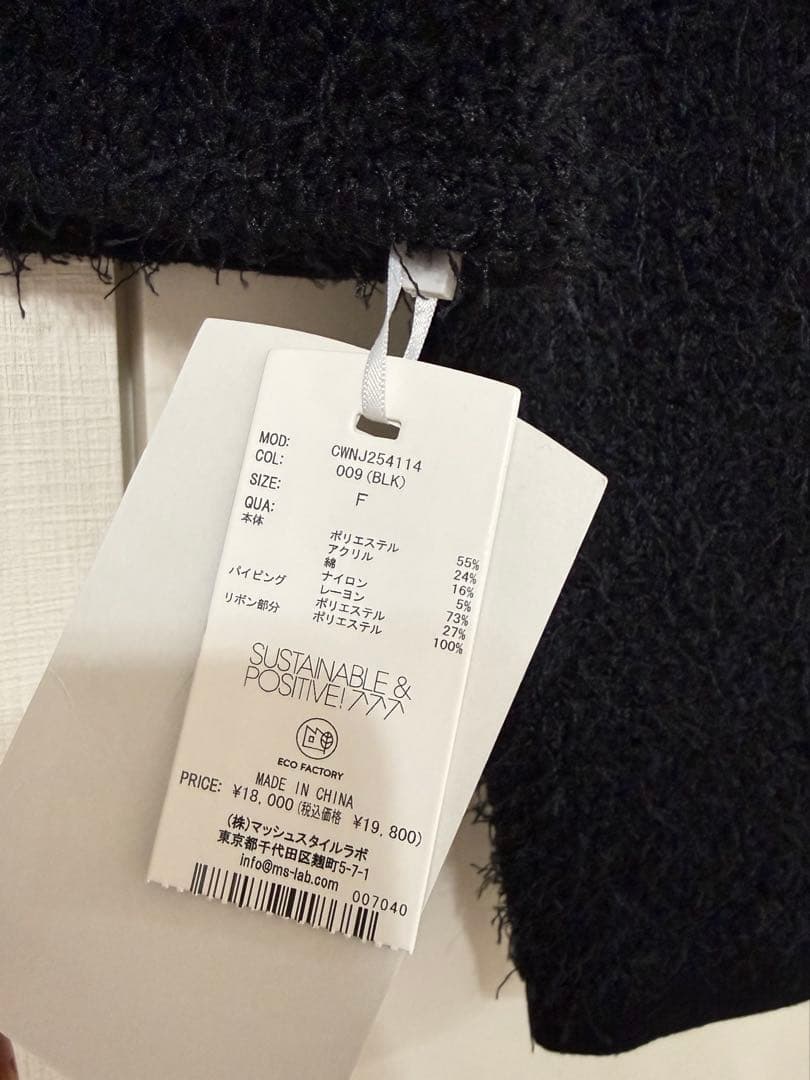 MOD: CWNJ254114
COL: 009(BLK)
SIZE: F
QUA:
本体 ポリエステル 55%
アクリル 24%
綿 16%
ナイロン 5%
パイピング レーヨン 73%
ポリエステル 27%
リボン部分 ポリエステル 100%
SUSTAINABLE &
POSITIVE!
ECO FACTORY
MADE IN CHINA
PRICE: ¥18,000(税込価格 ¥19,800)
(株)マッシュスタイルラボ
東京都千代田区麹町5-7-1
info@ms-lab.com
007040